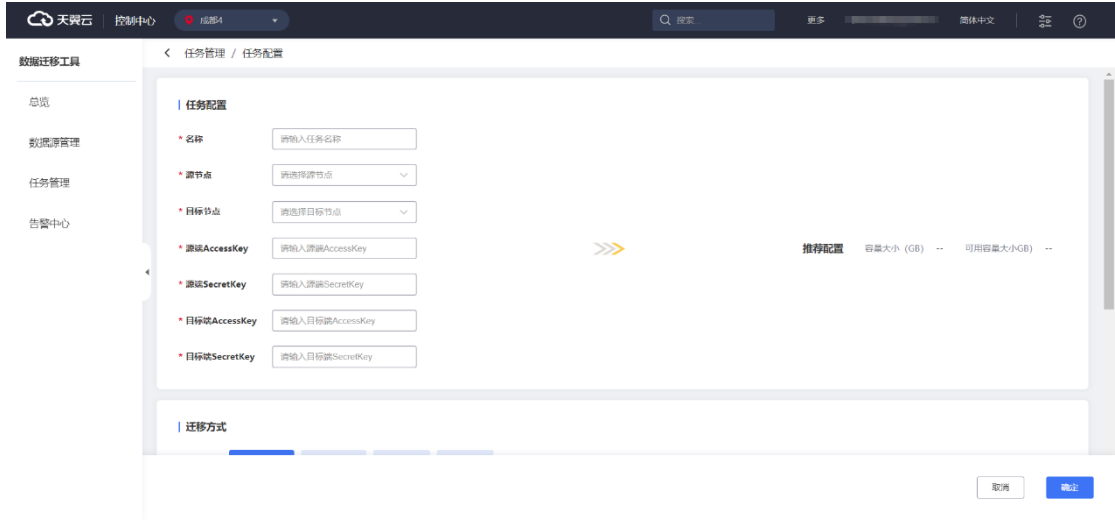 天翼云 控制中心 成都4 搜索... 更多 简体中文
数据迁移工具
总览
数据源管理
任务管理
告警中心
任务管理 / 任务配置
任务配置
* 名称 请输入任务名称
* 源节点 请选择源节点
* 目标节点 请选择目标节点
* 源端AccessKey 请输入源端AccessKey
* 源端SecretKey 请输入源端SecretKey
* 目标端AccessKey 请输入目标端AccessKey
* 目标端SecretKey 请输入目标端SecretKey
推荐配置 容量大小（GB） -- 可用容量大小GB） --
迁移方式
取消 确定